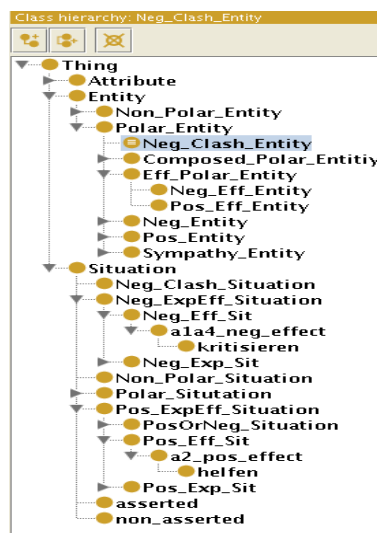 Class hierarchy: Neg_Clash_Entity
Thing
Attribute
Entity
Non_Polar_Entity
Polar_Entity
Neg_Clash_Entity
Composed_Polar_Entitiy
Eff_Polar_Entity
Neg_Eff_Entity
Pos_Eff_Entity
Neg_Entity
Pos_Entity
Sympathy_Entity
Situation
Neg_Clash_Situation
Neg_ExpEff_Situation
Neg_Eff_Sit
a1a4_neg_effect
kritisieren
Neg_Exp_Sit
Non_Polar_Situation
Polar_Situtation
Pos_ExpEff_Situation
PosOrNeg_Situation
Pos_Eff_Sit
a2_pos_effect
helfen
Pos_Exp_Sit
asserted
non_asserted